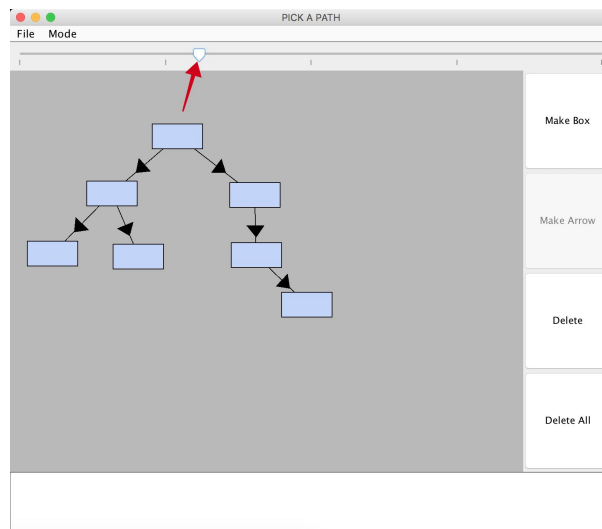 PICK A PATH
File Mode
Make Box
Make Arrow
Delete
Delete All